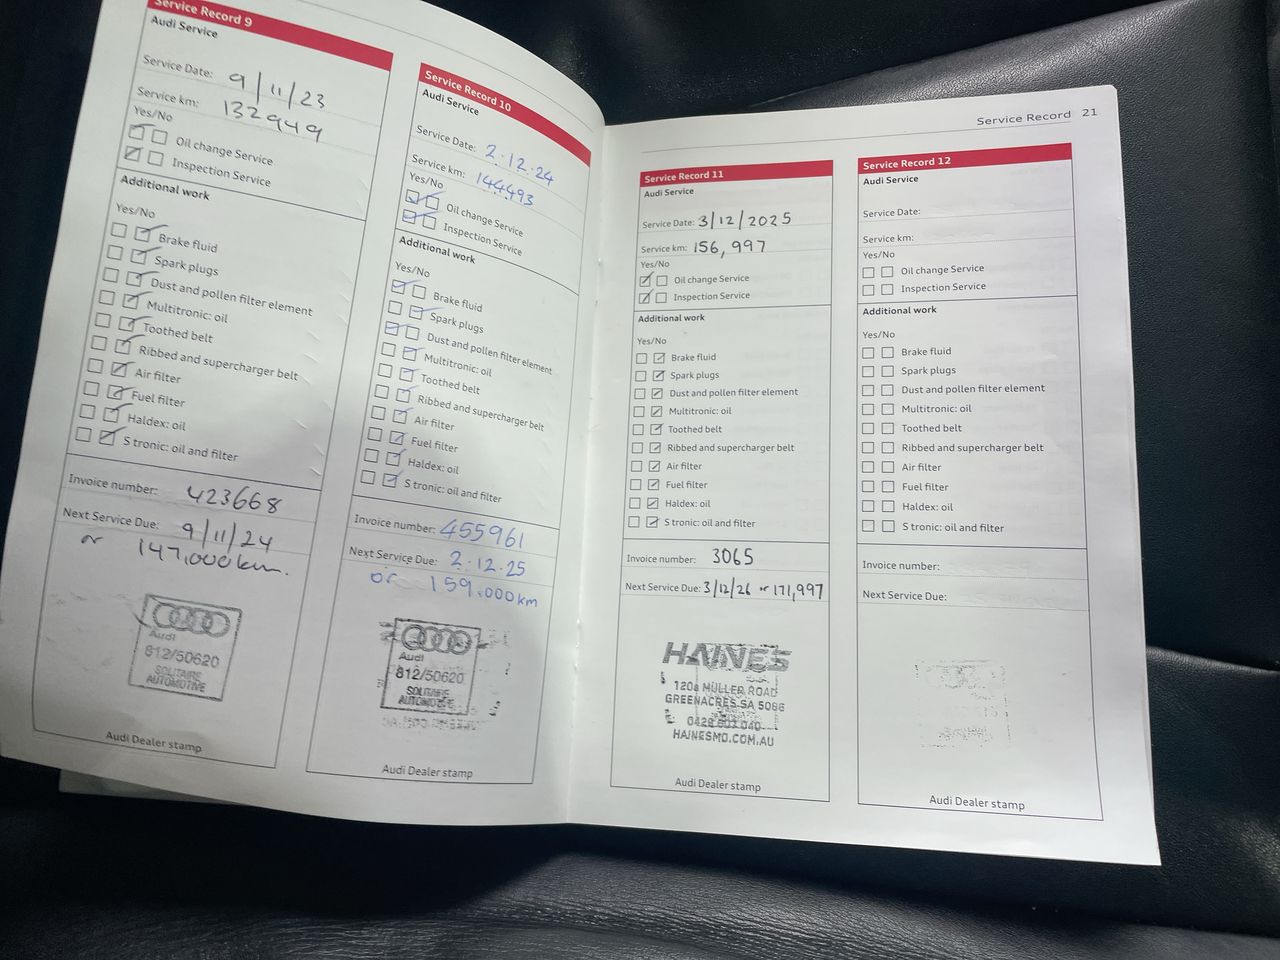 Service Record 9
Audi Service
Service Date: 9/11/23
Service km: 132949
Yes/No
Oil change Service
Inspection Service
Additional work
Yes/No
Brake fluid
Spark plugs
Dust and pollen filter element
Multitronic: oil
Toothed belt
Ribbed and supercharger belt
Air filter
Fuel filter
Haldex: oil
S tronic: oil and filter
Invoice number: 423668
Next Service Due: 9/11/24
or 147,000km.
Audi
812/50620
SOLITAIRE
AUTOMOTIVE
Audi Dealer stamp
Service Record 10
Audi Service
Service Date: 2.12.24
Service km: 144493
Yes/No
Oil change Service
Inspection Service
Additional work
Yes/No
Brake fluid
Spark plugs
Dust and pollen filter element
Multitronic: oil
Toothed belt
Ribbed and supercharger belt
Air filter
Fuel filter
Haldex: oil
S tronic: oil and filter
Invoice number: 455961
Next Service Due: 2.12.25
or 159.000km
Audi
812/50620
SOLITAIRE
AUTOMOTIVE
Audi Dealer stamp
Service Record 21
Service Record 11
Audi Service
Service Date: 3/12/2025
Service km: 156,997
Yes/No
Oil change Service
Inspection Service
Additional work
Yes/No
Brake fluid
Spark plugs
Dust and pollen filter element
Multitronic: oil
Toothed belt
Ribbed and supercharger belt
Air filter
Fuel filter
Haldex: oil
S tronic: oil and filter
Invoice number: 3065
Next Service Due: 3/12/26 or 171,997
HAINES
120a MULLER ROAD
GREENACRES SA 5086
0428 803 040
HAINESMO.COM.AU
Audi Dealer stamp
Service Record 12
Audi Service
Service Date:
Service km:
Yes/No
Oil change Service
Inspection Service
Additional work
Yes/No
Brake fluid
Spark plugs
Dust and pollen filter element
Multitronic: oil
Toothed belt
Ribbed and supercharger belt
Air filter
Fuel filter
Haldex: oil
S tronic: oil and filter
Invoice number:
Next Service Due:
Audi Dealer stamp